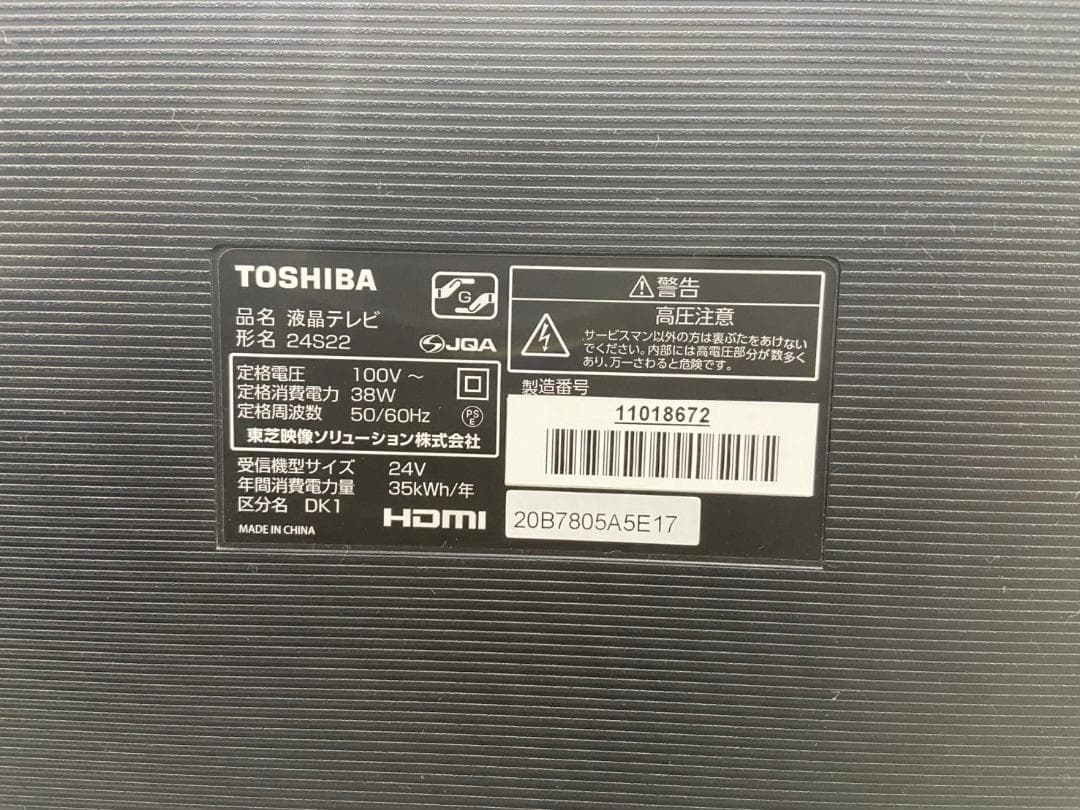 TOSHIBA
品名 液晶テレビ
形名 24S22
G
JQA
定格電圧 100V ～
定格消費電力 38W
定格周波数 50/60Hz
PS
E
東芝映像ソリューション株式会社
受信機型サイズ 24V
年間消費電力量 35kWh/年
区分名 DK1
MADE IN CHINA
HDMI
⚠警告
高圧注意
サービスマン以外の方は裏ぶたをあけない
でください。内部には高電圧部分が数多く
あり、万一さわると危険です。
製造番号
11018672
20B7805A5E17